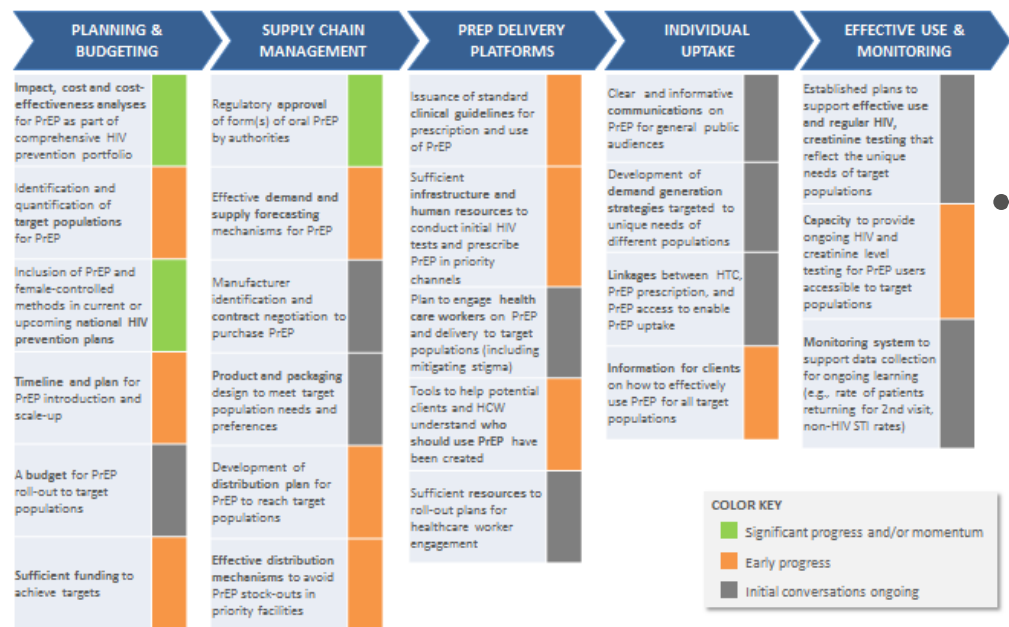 PLANNING &
BUDGETING
SUPPLY CHAIN
MANAGEMENT
PREP DELIVERY
PLATFORMS
INDIVIDUAL
UPTAKE
EFFECTIVE USE &
MONITORING
Impact, cost and cost-
effectiveness analyses
for PrEP as part of
comprehensive HIV
prevention portfolio
Identification and
quantification of
target populations
for PrEP
Inclusion of PrEP and
female-controlled
methods in current or
upcoming national HIV
prevention plans
Timeline and plan for
PrEP introduction and
scale-up
A budget for PrEP
roll-out to target
populations
Sufficient funding to
achieve targets
Regulatory approval
of form(s) of oral PrEP
by authorities
Effective demand and
supply forecasting
mechanisms for PrEP
Manufacturer
identification and
contract negotiation to
purchase PrEP
Product and packaging
design to meet target
population needs and
preferences
Development of
distribution plan for
PrEP to reach target
populations
Effective distribution
mechanisms to avoid
PrEP stock-outs in
priority facilities
Issuance of standard
clinical guidelines for
prescription and use
of PrEP
Sufficient
infrastructure and
human resources to
conduct initial HIV
tests and prescribe
PrEP in priority
channels
Plan to engage health
care workers on PrEP
and delivery to target
populations (including
mitigating stigma)
Tools to help potential
clients and HCW
understand who
should use PrEP have
been created
Sufficient resources to
roll-out plans for
healthcare worker
engagement
Clear and informative
communications on
PrEP for general public
audiences
Development of
demand generation
strategies targeted to
unique needs of
different populations
Linkages between HTC,
PrEP prescription, and
PrEP access to enable
PrEP uptake
Information for clients
on how to effectively
use PrEP for all target
populations
Established plans to
support effective use
and regular HIV,
creatinine testing that
reflect the unique
needs of target
populations
Capacity to provide
ongoing HIV and
creatinine level
testing for PrEP users
accessible to target
populations
Monitoring system to
support data collection
for ongoing learning
(e.g., rate of patients
returning for 2nd visit,
non-HIV STI rates)
COLOR KEY
Significant progress and/or momentum
Early progress
Initial conversations ongoing